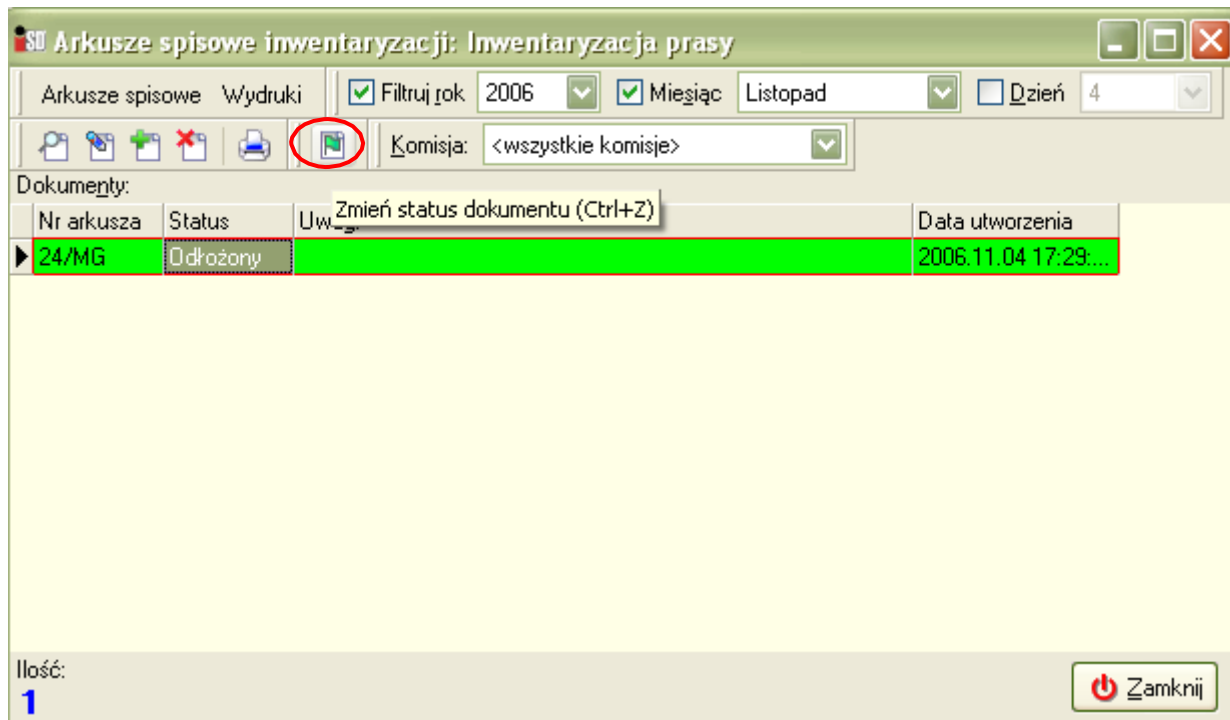 iSO Arkusze spisowe inwentaryzacji: Inwentaryzacja prasy
Arkusze spisowe Wydruki Filtruj rok 2006 Miesiąc Listopad Dzień 4
Komisja: <wszystkie komisje>
Dokumenty:
Zmień status dokumentu (Ctrl+Z)
Nr arkusza Status Data utworzenia
24/MG Odłożony 2006.11.04 17:29:...
Ilość:
1
Zamknij